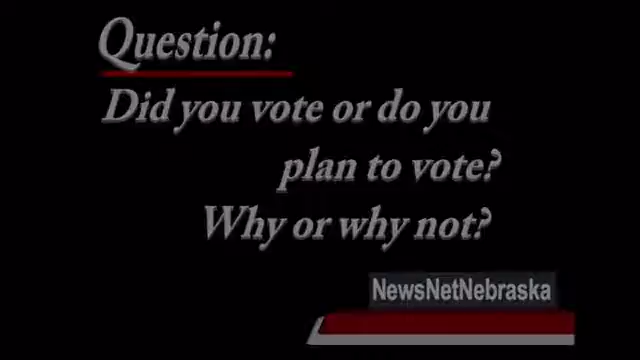 Question:
Did you vote or do you
plan to vote?
Why or why not?
NewsNetNebraska